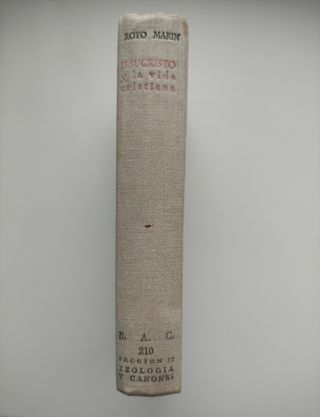 ROYO MARIN
JESUCRISTO
y la vida
cristiana
B. A. C.
210
SECCION II
TEOLOGIA
Y CANONES